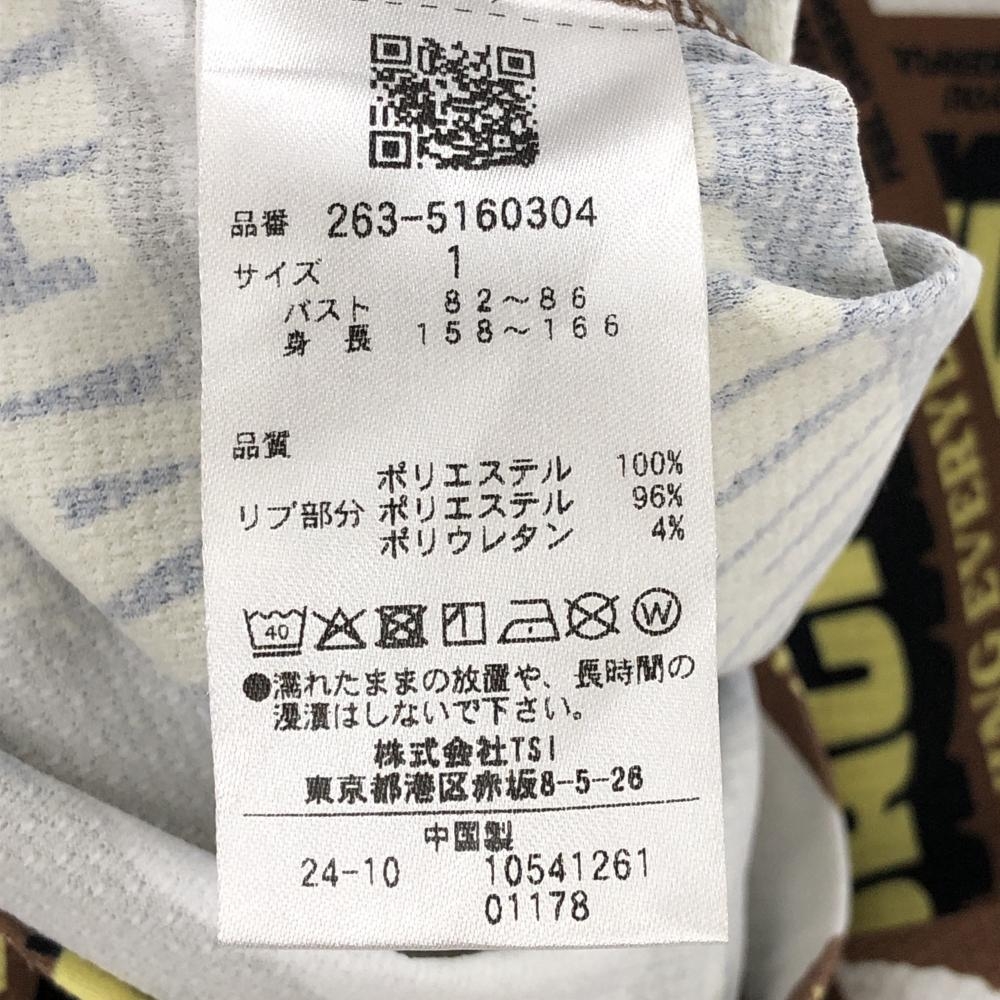 品番 263-5160304
サイズ 1
バスト 82～86
身長 158～166
品質
ポリエステル 100%
リブ部分 ポリエステル 96%
ポリウレタン 4%
40
W
●濡れたままの放置や、長時間の
浸漬はしないで下さい。
株式会社TSI
東京都港区赤坂8-5-26
中国製
24-10 10541261
01178
EVERY